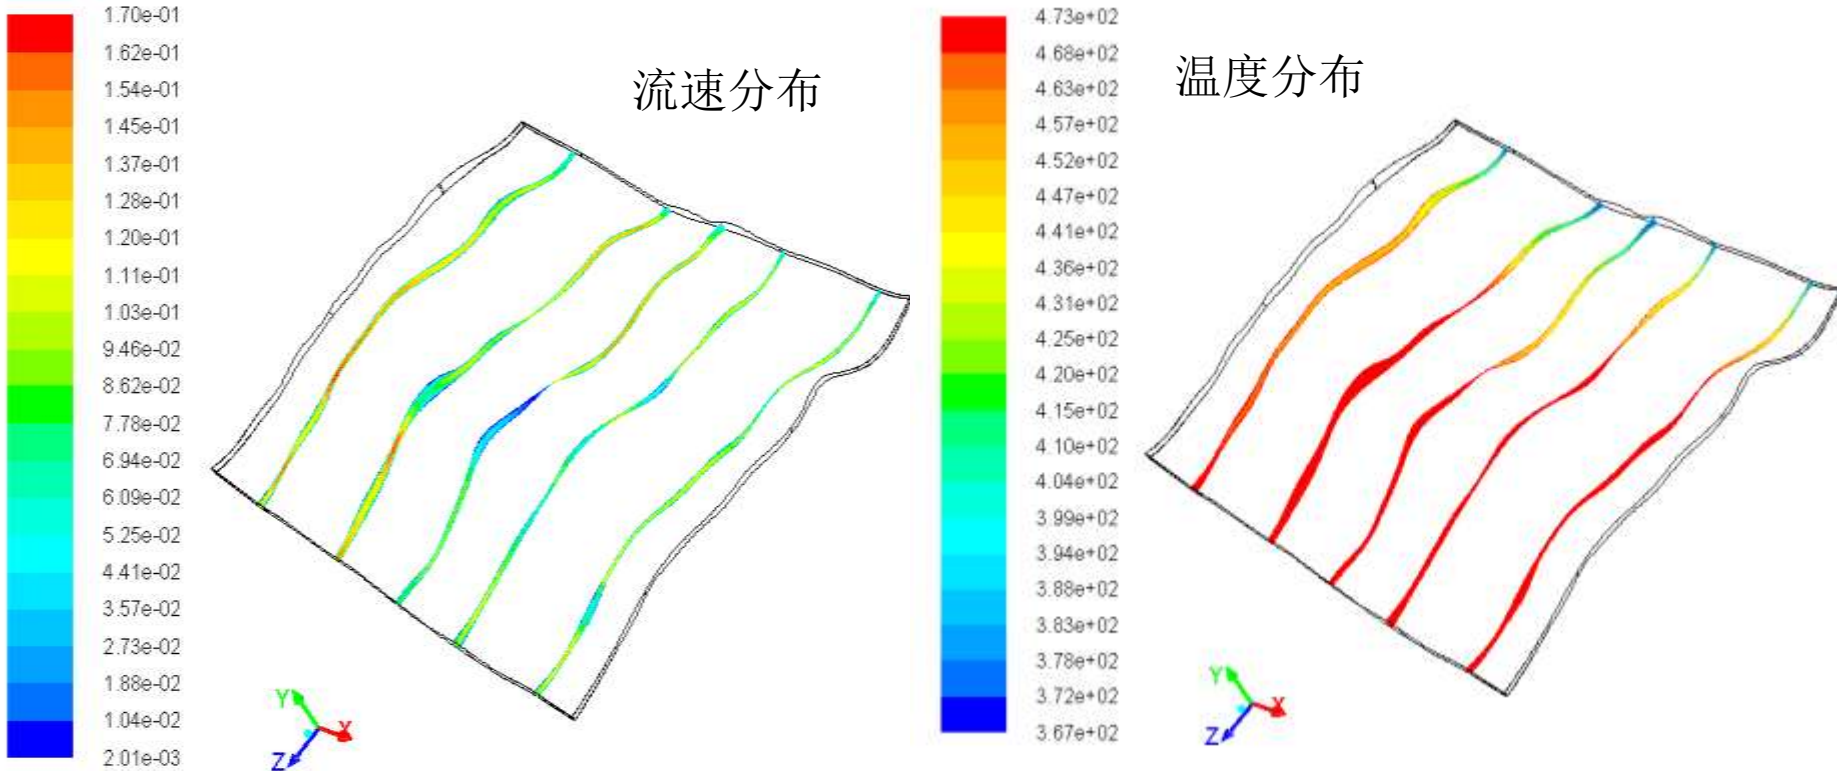 流速分布
1.70e-01
1.62e-01
1.54e-01
1.45e-01
1.37e-01
1.28e-01
1.20e-01
1.11e-01
1.03e-01
9.46e-02
8.62e-02
7.78e-02
6.94e-02
6.09e-02
5.25e-02
4.41e-02
3.57e-02
2.73e-02
1.88e-02
1.04e-02
2.01e-03
Y
X
Z
温度分布
4.73e+02
4.68e+02
4.63e+02
4.57e+02
4.52e+02
4.47e+02
4.41e+02
4.36e+02
4.31e+02
4.25e+02
4.20e+02
4.15e+02
4.10e+02
4.04e+02
3.99e+02
3.94e+02
3.88e+02
3.83e+02
3.78e+02
3.72e+02
3.67e+02
Y
X
Z